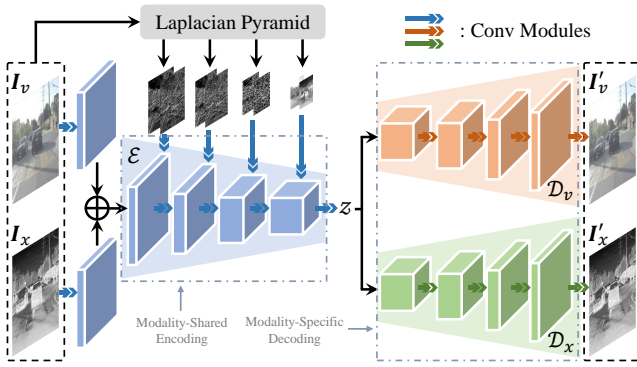 Laplacian Pyramid
: Conv Modules
I_v
I'_v
ℰ
z
𝒟_v
I_x
I'_x
Modality-Shared
Encoding
Modality-Specific
Decoding
𝒟_x